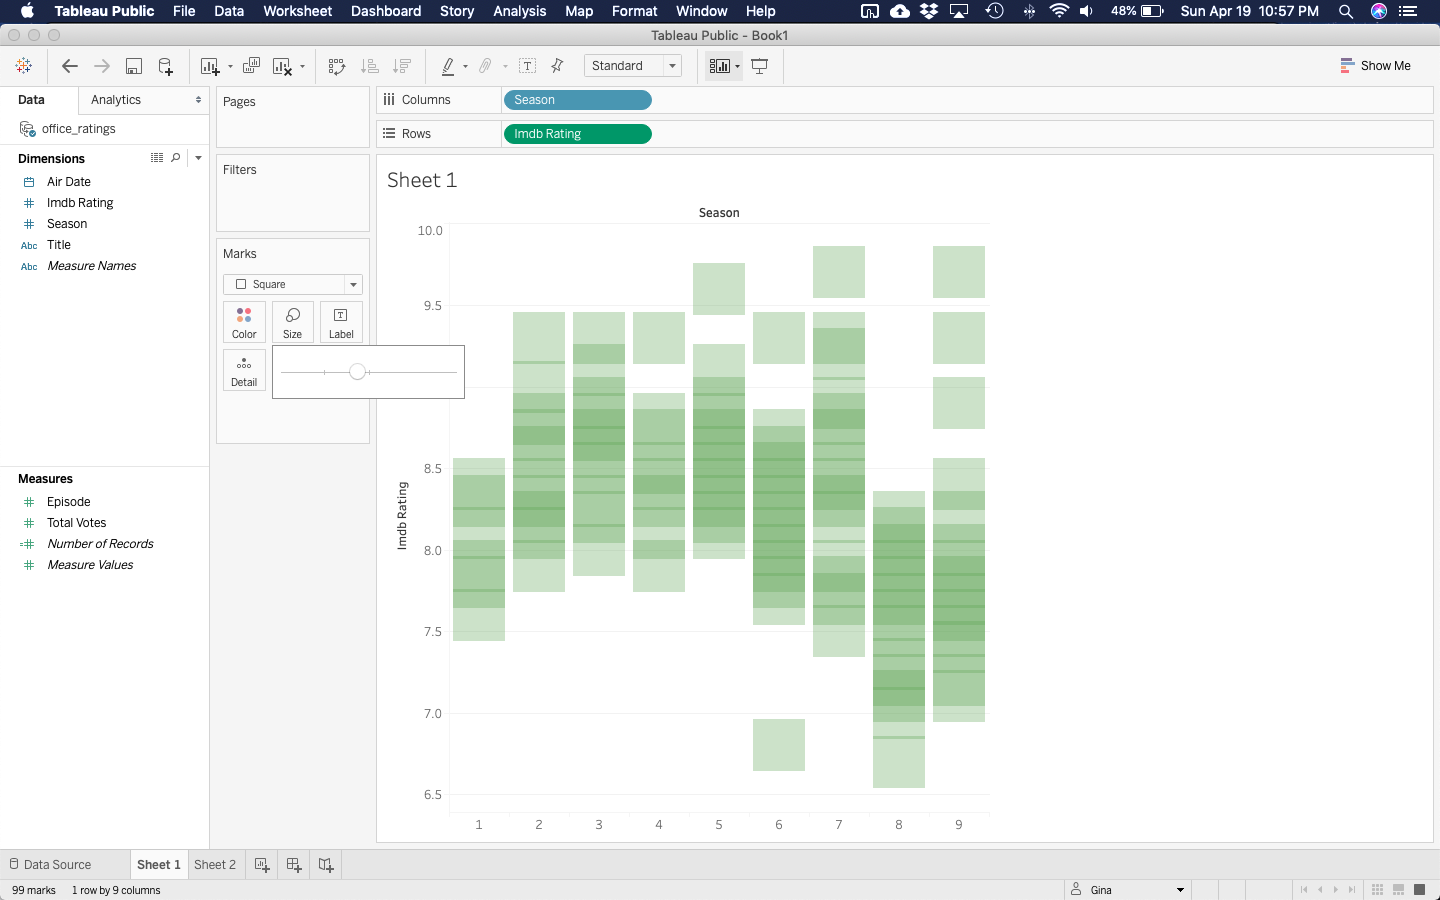 Tableau Public File Data Worksheet Dashboard Story Analysis Map Format Window Help 48% Sun Apr 19 10:57 PM
Tableau Public - Book1
Standard Show Me
Data Analytics
office_ratings
Dimensions
Air Date
Imdb Rating
Season
Abc Title
Abc Measure Names
Measures
Episode
Total Votes
Number of Records
Measure Values
Pages
Filters
Marks
Square
Color Size Label
Detail
Columns Season
Rows Imdb Rating
Sheet 1
Season
10.0
9.5
8.5
8.0
7.5
7.0
6.5
Imdb Rating
1 2 3 4 5 6 7 8 9
Data Source Sheet 1 Sheet 2
99 marks 1 row by 9 columns Gina